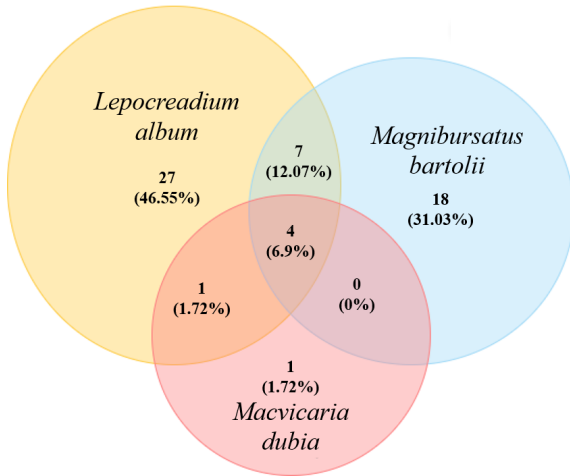 Lepocreadium
album
27
(46.55%)
7
(12.07%)
Magnibursatus
bartolii
18
(31.03%)
4
(6.9%)
1
(1.72%)
0
(0%)
1
(1.72%)
Macvicaria
dubia